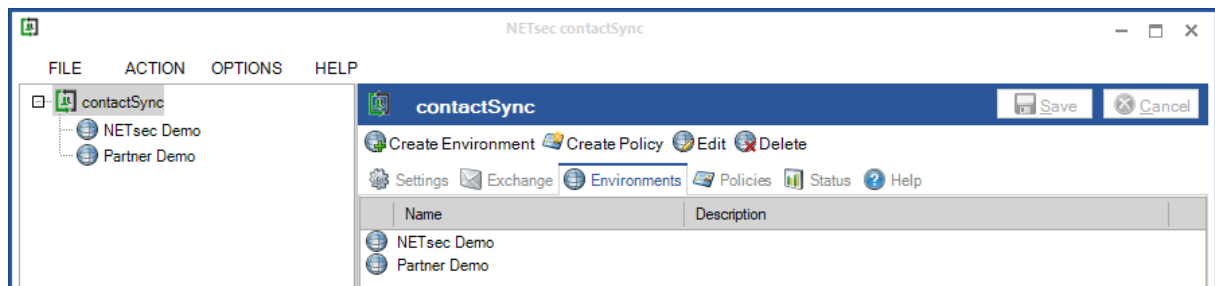 NETsec contactSync
FILE ACTION OPTIONS HELP
contactSync
NETsec Demo
Partner Demo
contactSync Save Cancel
Create Environment Create Policy Edit Delete
Settings Exchange Environments Policies Status Help
Name Description
NETsec Demo
Partner Demo